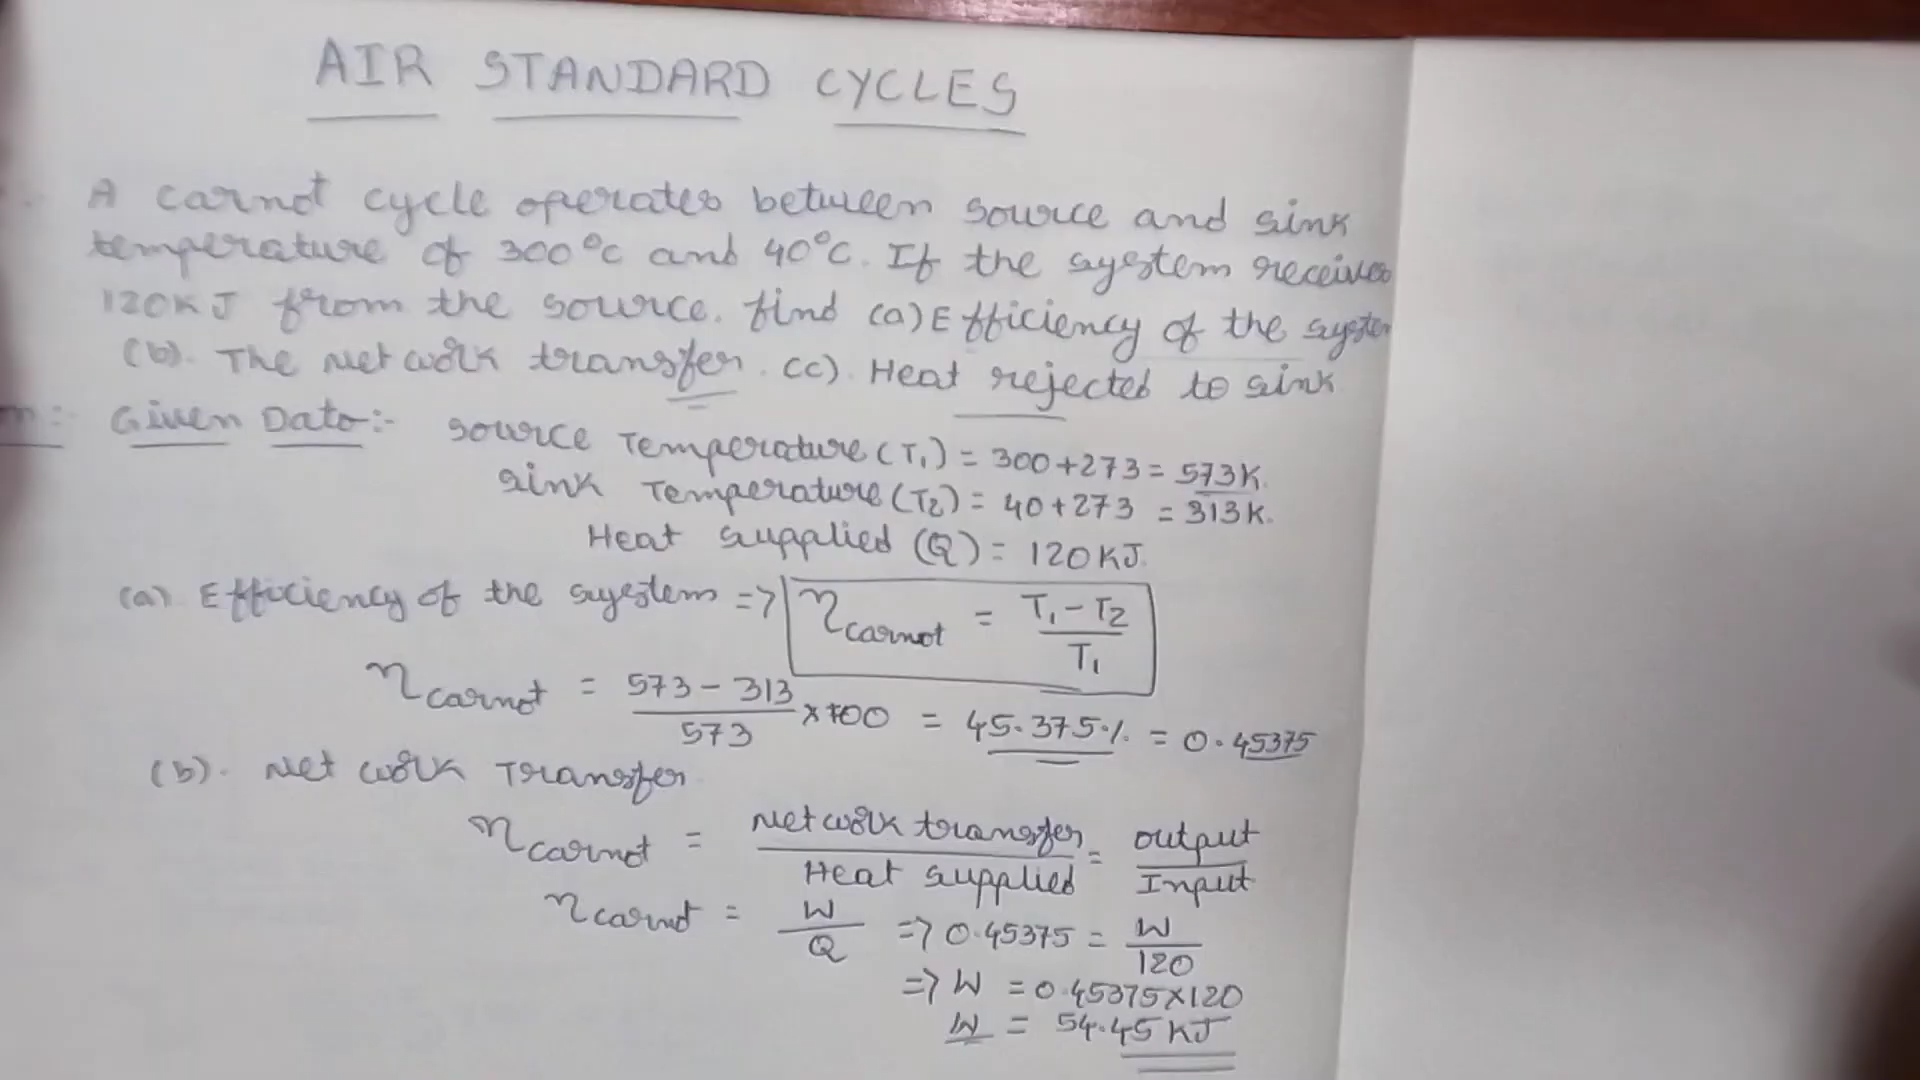 AIR STANDARD CYCLES
A carnot cycle operates between source and sink
temperature of 300°C and 40°C. If the system receives
120KJ from the source. find (a) Efficiency of the system
(b). The net work transfer. (c). Heat rejected to sink
n:- Given Data:- Source Temperature (T1) = 300+273 = 573K.
Sink Temperature (T2) = 40+273 = 313K.
Heat supplied (Q) = 120KJ.
(a) Efficiency of the system => ηcarnot = T1-T2 / T1
ηcarnot = 573-313 / 573 x 100 = 45.375% = 0.45375
(b). Net work Transfer
ηcarnot = Net work transfer / Heat supplied = Output / Input
ηcarnot = W / Q => 0.45375 = W / 120
=> W = 0.45375x120
W = 54.45 KJ